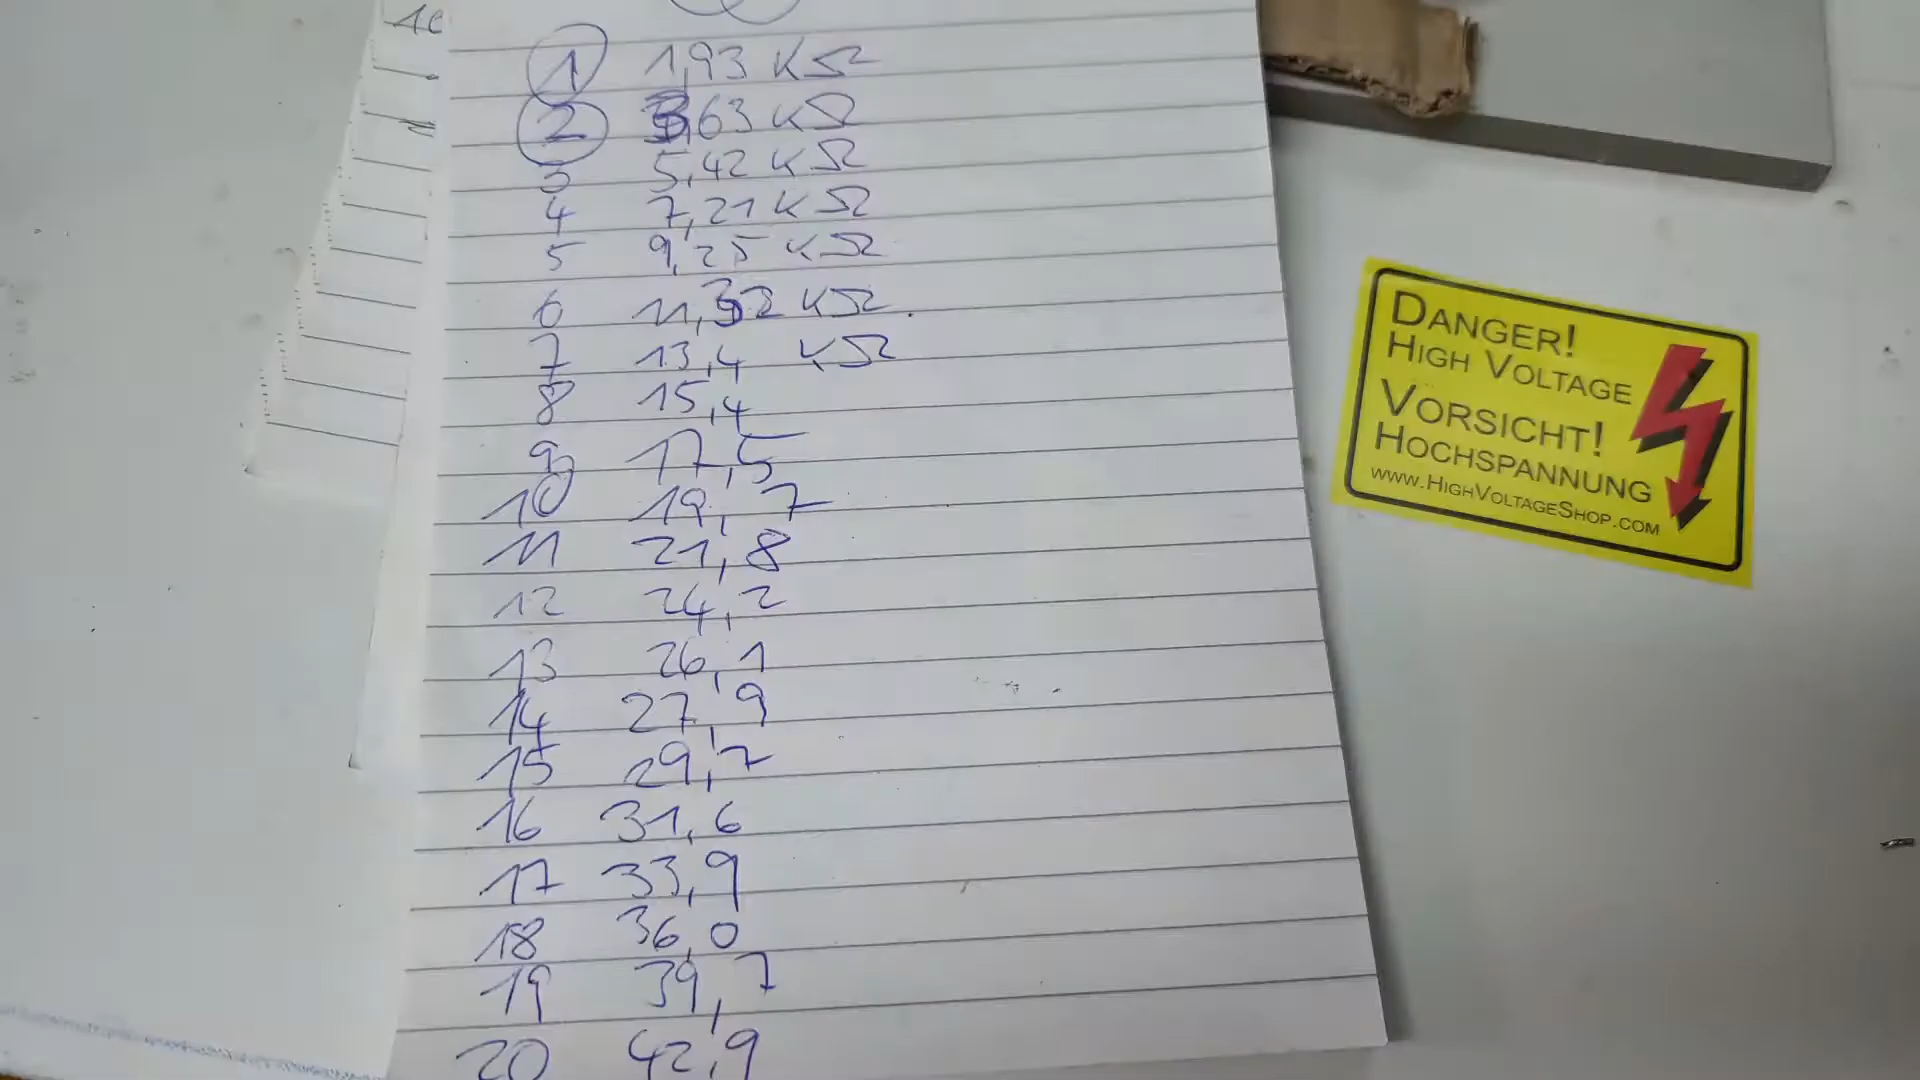 1 1,93 KΩ
2 3,63 KΩ
3 5,42 KΩ
4 7,21 KΩ
5 9,25 KΩ
6 11,32 KΩ
7 13,4 KΩ
8 15,4
9 17,5
10 19,7
11 21,8
12 24,2
13 26,1
14 27,9
15 29,7
16 31,6
17 33,9
18 36,0
19 39,7
20 42,9
DANGER!
HIGH VOLTAGE
VORSICHT!
HOCHSPANNUNG
WWW.HIGHVOLTAGESHOP.COM